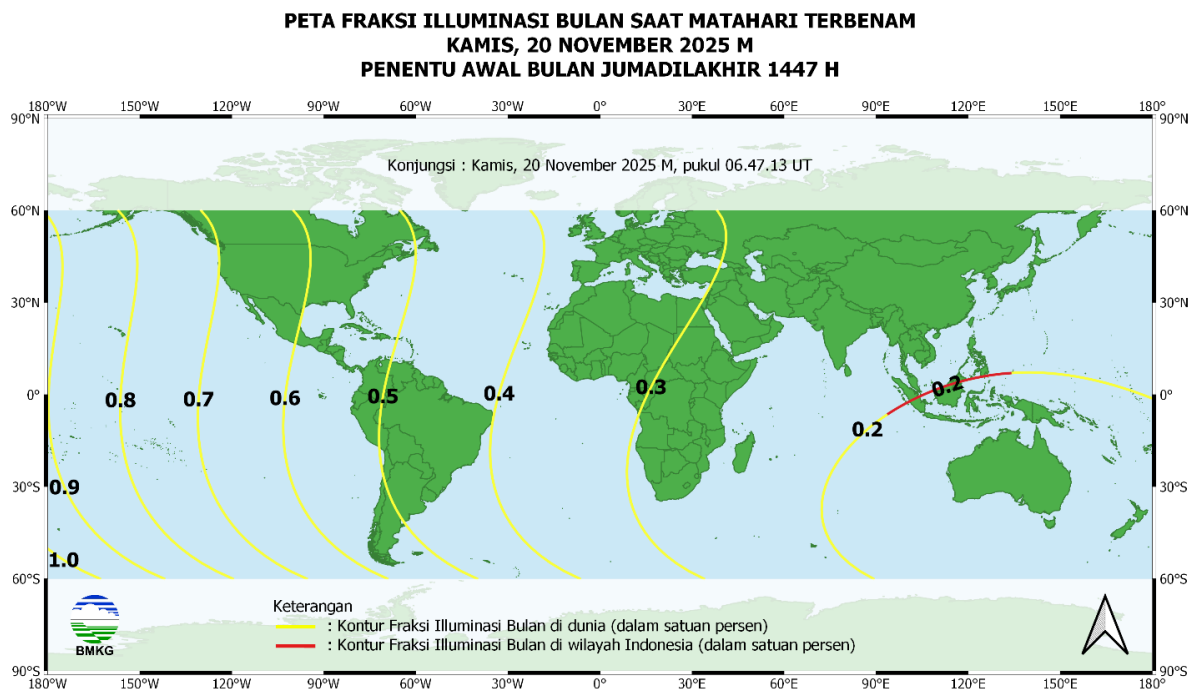 PETA FRAKSI ILLUMINASI BULAN SAAT MATAHARI TERBENAM
KAMIS, 20 NOVEMBER 2025 M
PENENTU AWAL BULAN JUMADILAKHIR 1447 H
180°W 150°W 120°W 90°W 60°W 30°W 0° 30°E 60°E 90°E 120°E 150°E 180°
90°N 90°N
Konjungsi : Kamis, 20 November 2025 M, pukul 06.47.13 UT
60°N 60°N
30°N 30°N
0° 0.8 0.7 0.6 0.5 0.4 0.3 0.2 0°
0.2
30°S 0.9 30°S
1.0
60°S 60°S
Keterangan
: Kontur Fraksi Illuminasi Bulan di dunia (dalam satuan persen)
: Kontur Fraksi Illuminasi Bulan di wilayah Indonesia (dalam satuan persen)
BMKG
90°S 90°S
180°W 150°W 120°W 90°W 60°W 30°W 0° 30°E 60°E 90°E 120°E 150°E 180°